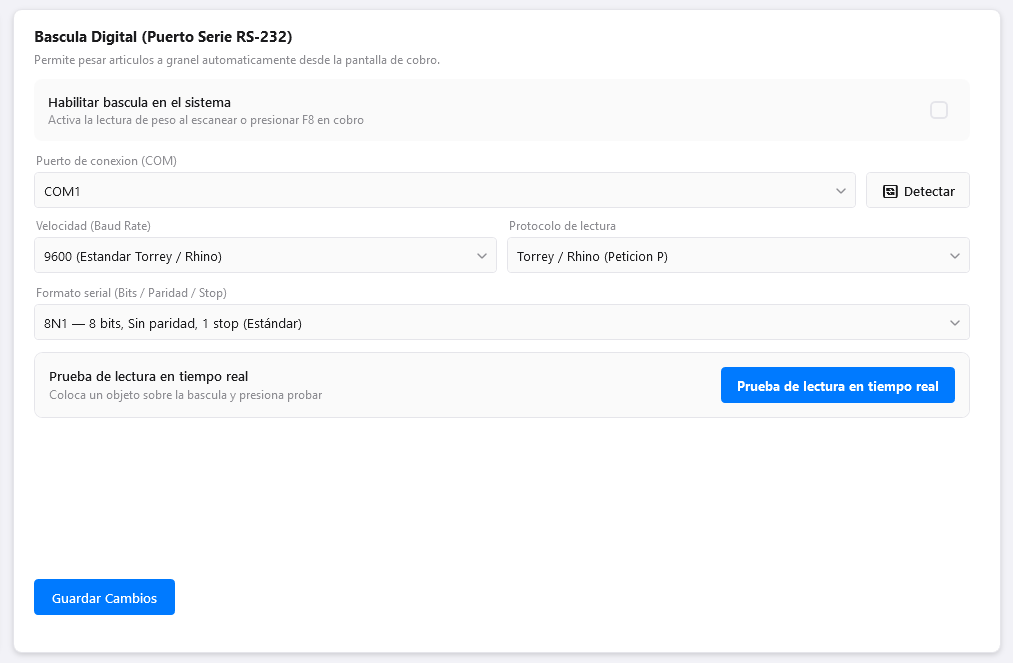 Bascula Digital (Puerto Serie RS-232)
Permite pesar articulos a granel automaticamente desde la pantalla de cobro.
Habilitar bascula en el sistema
Activa la lectura de peso al escanear o presionar F8 en cobro
Puerto de conexion (COM)
COM1
Detectar
Velocidad (Baud Rate)
Protocolo de lectura
9600 (Estandar Torrey / Rhino)
Torrey / Rhino (Peticion P)
Formato serial (Bits / Paridad / Stop)
8N1 — 8 bits, Sin paridad, 1 stop (Estándar)
Prueba de lectura en tiempo real
Coloca un objeto sobre la bascula y presiona probar
Prueba de lectura en tiempo real
Guardar Cambios